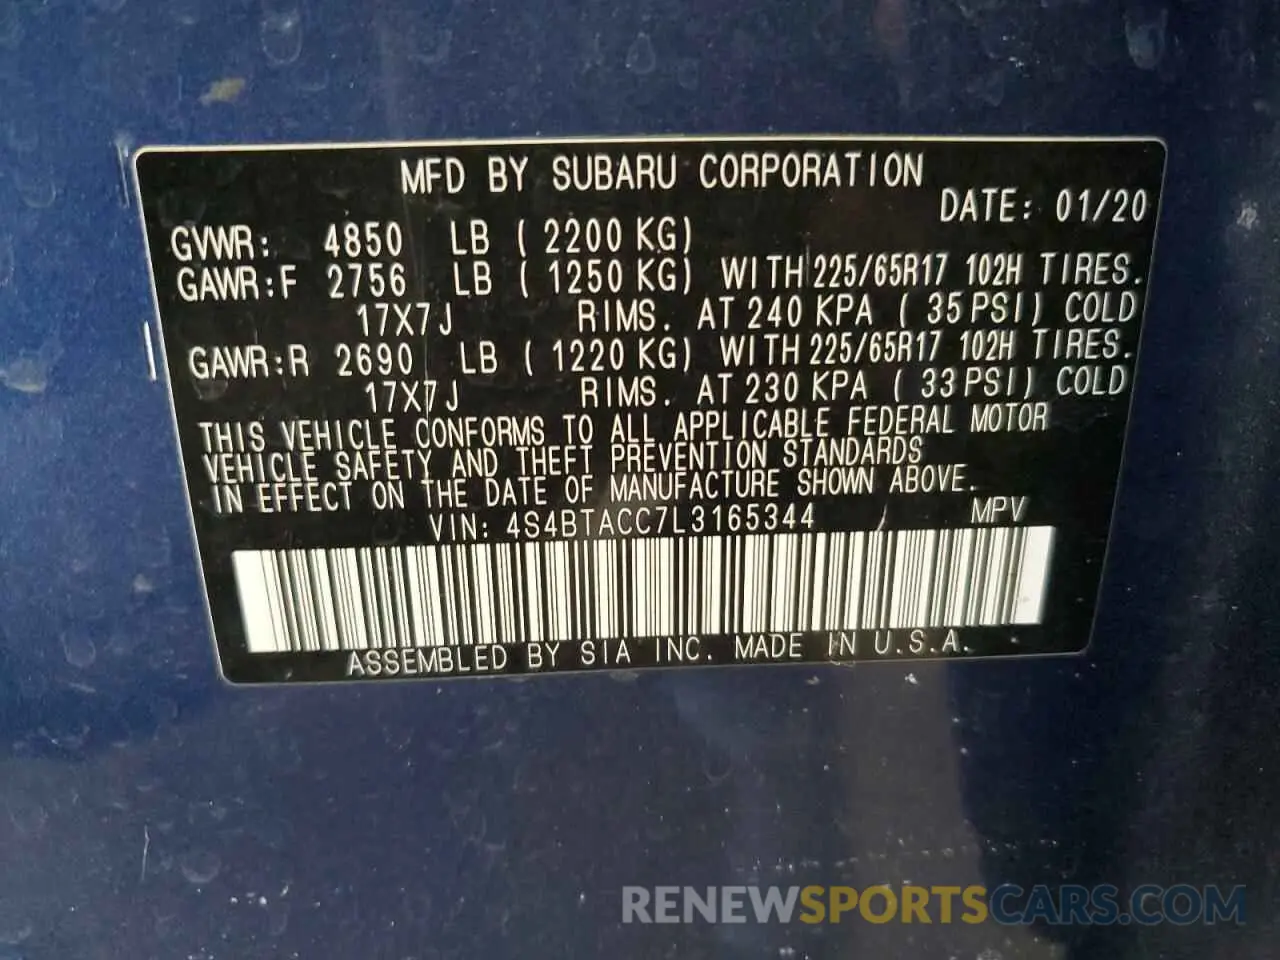 MFD BY SUBARU CORPORATION
DATE: 01/20
GVWR: 4850 LB ( 2200 KG)
GAWR:F 2756 LB ( 1250 KG) WITH 225/65R17 102H TIRES.
17X7J RIMS. AT 240 KPA ( 35 PSI) COLD
GAWR:R 2690 LB ( 1220 KG) WITH 225/65R17 102H TIRES.
17X7J RIMS. AT 230 KPA ( 33 PSI) COLD
THIS VEHICLE CONFORMS TO ALL APPLICABLE FEDERAL MOTOR
VEHICLE SAFETY AND THEFT PREVENTION STANDARDS
IN EFFECT ON THE DATE OF MANUFACTURE SHOWN ABOVE.
VIN: 4S4BTACC7L3165344 MPV
ASSEMBLED BY SIA INC. MADE IN U.S.A.
RENEWSPORTSCARS.COM